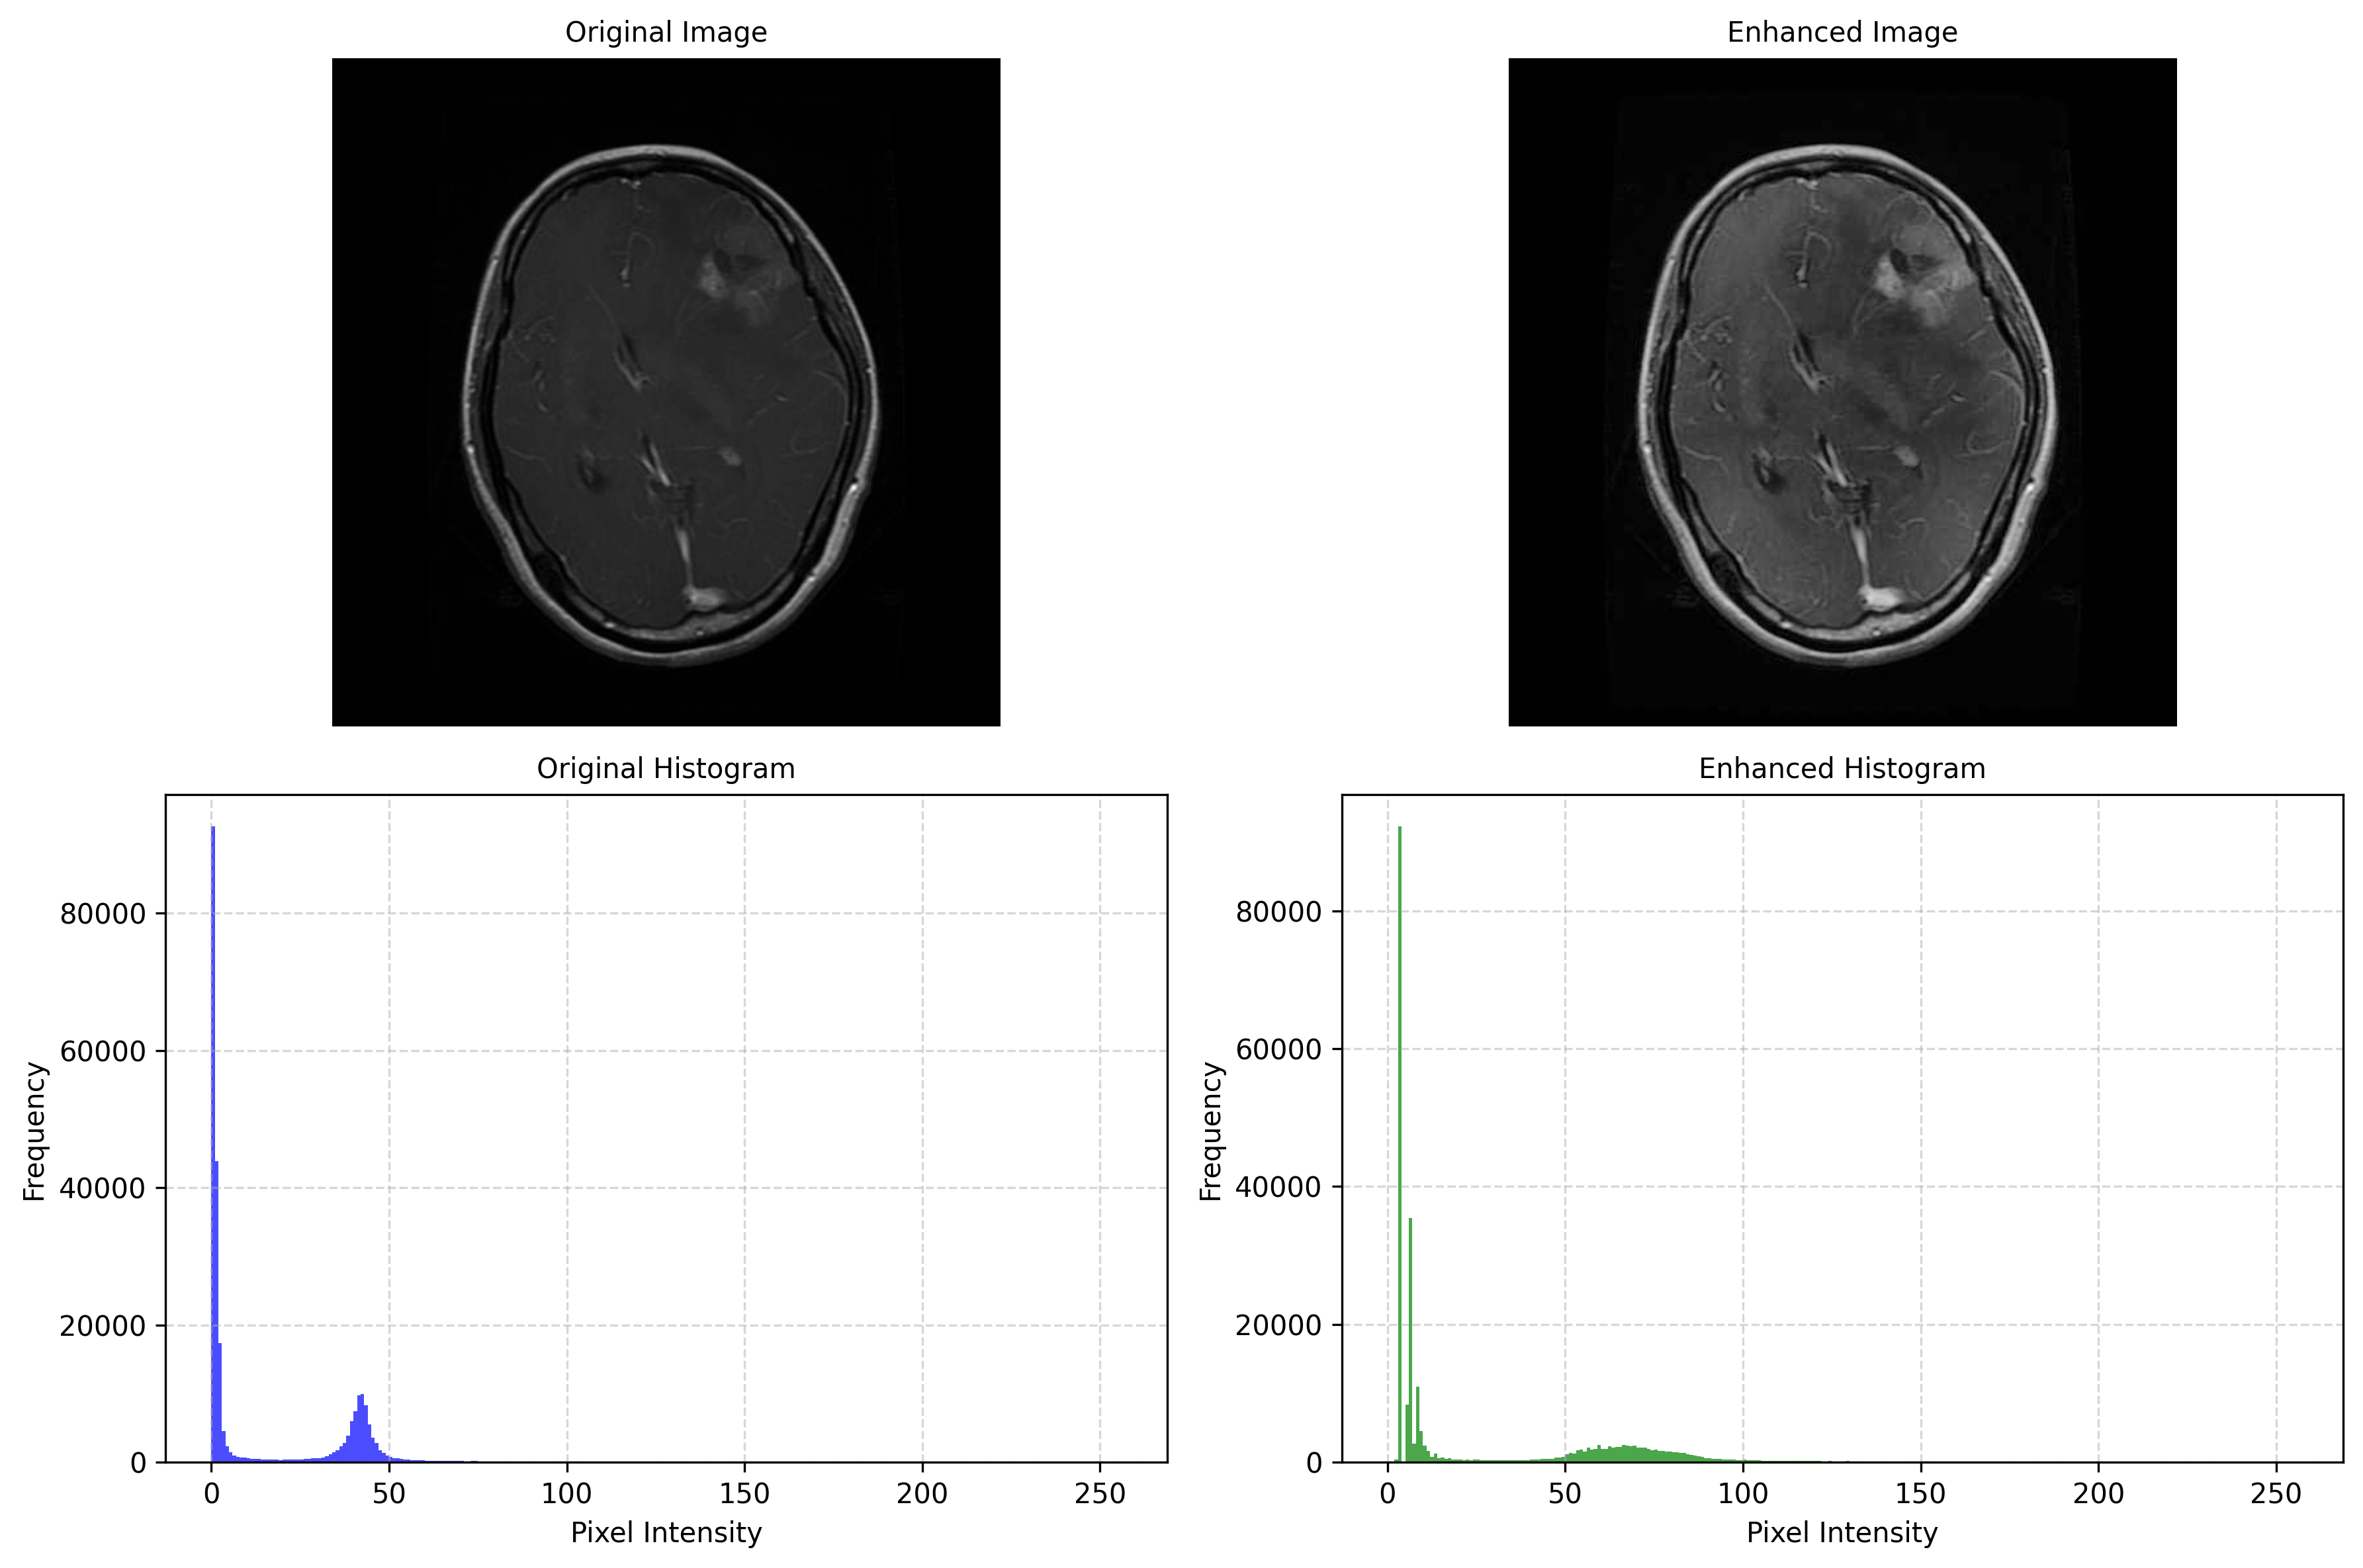 Original Image
Enhanced Image
Original Histogram
Enhanced Histogram
80000
60000
40000
20000
0
Frequency
0 50 100 150 200 250
Pixel Intensity
80000
60000
40000
20000
0
Frequency
0 50 100 150 200 250
Pixel Intensity